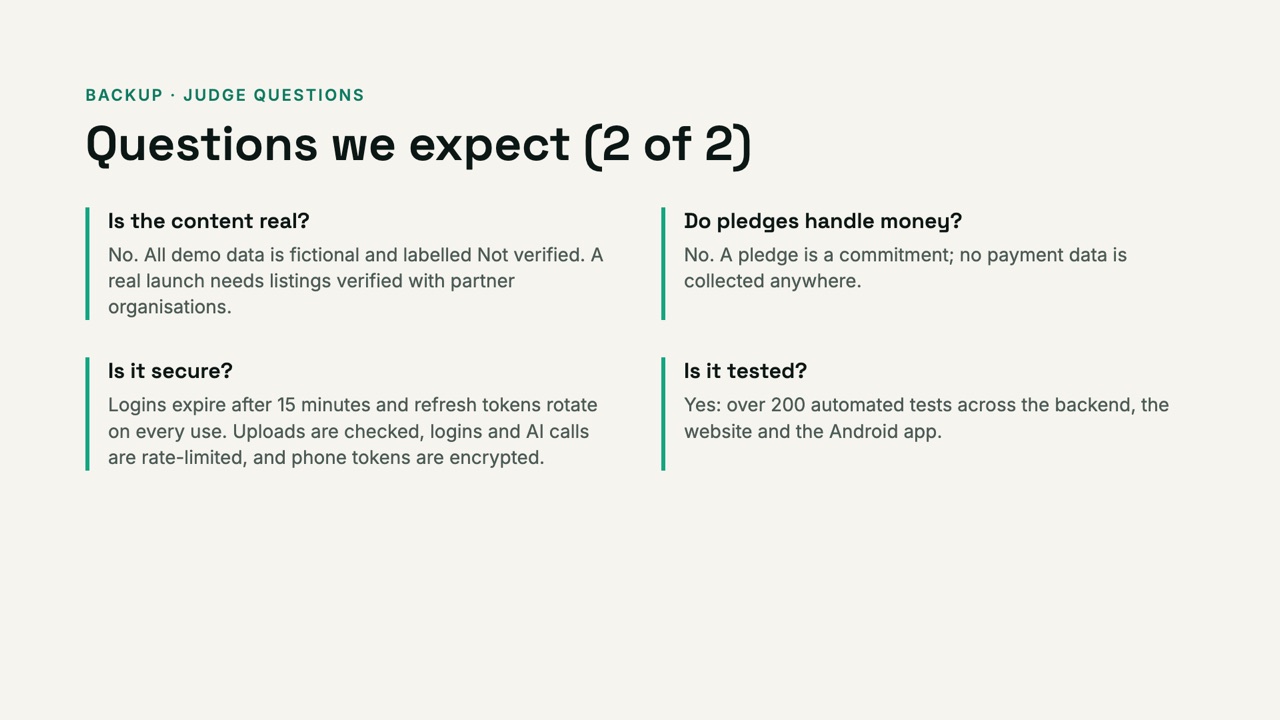 BACKUP · JUDGE QUESTIONS
Questions we expect (2 of 2)
Is the content real?
No. All demo data is fictional and labelled Not verified. A
real launch needs listings verified with partner
organisations.
Do pledges handle money?
No. A pledge is a commitment; no payment data is
collected anywhere.
Is it secure?
Logins expire after 15 minutes and refresh tokens rotate
on every use. Uploads are checked, logins and AI calls
are rate-limited, and phone tokens are encrypted.
Is it tested?
Yes: over 200 automated tests across the backend, the
website and the Android app.